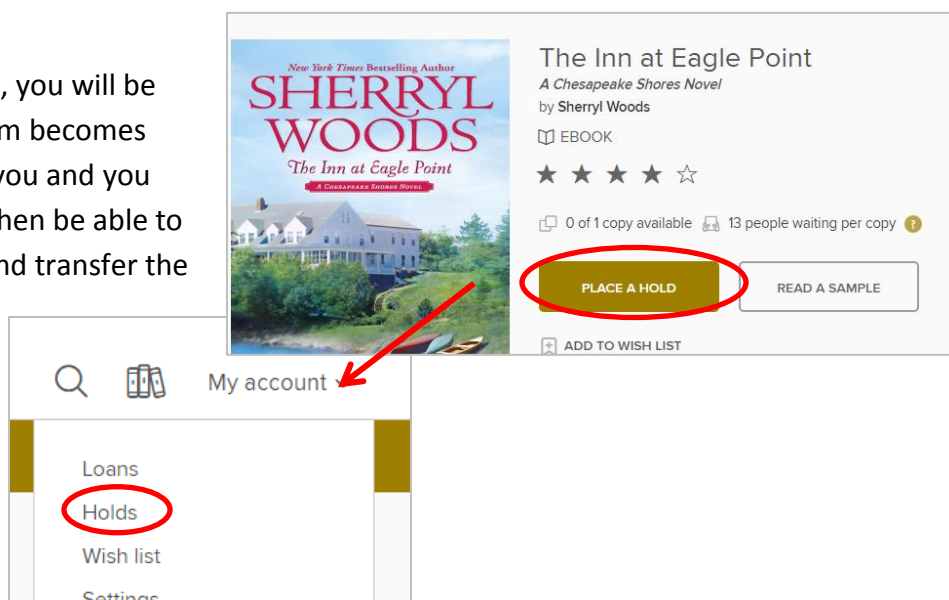 , you will be
m becomes
you and you
then be able to
nd transfer the
New York Times Bestselling Author
SHERRYL
WOODS
The Inn at Eagle Point
A CHESAPEAKE SHORES NOVEL
The Inn at Eagle Point
A Chesapeake Shores Novel
by Sherryl Woods
EBOOK
0 of 1 copy available 13 people waiting per copy ?
PLACE A HOLD READ A SAMPLE
ADD TO WISH LIST
My account
Loans
Holds
Wish list
Settings